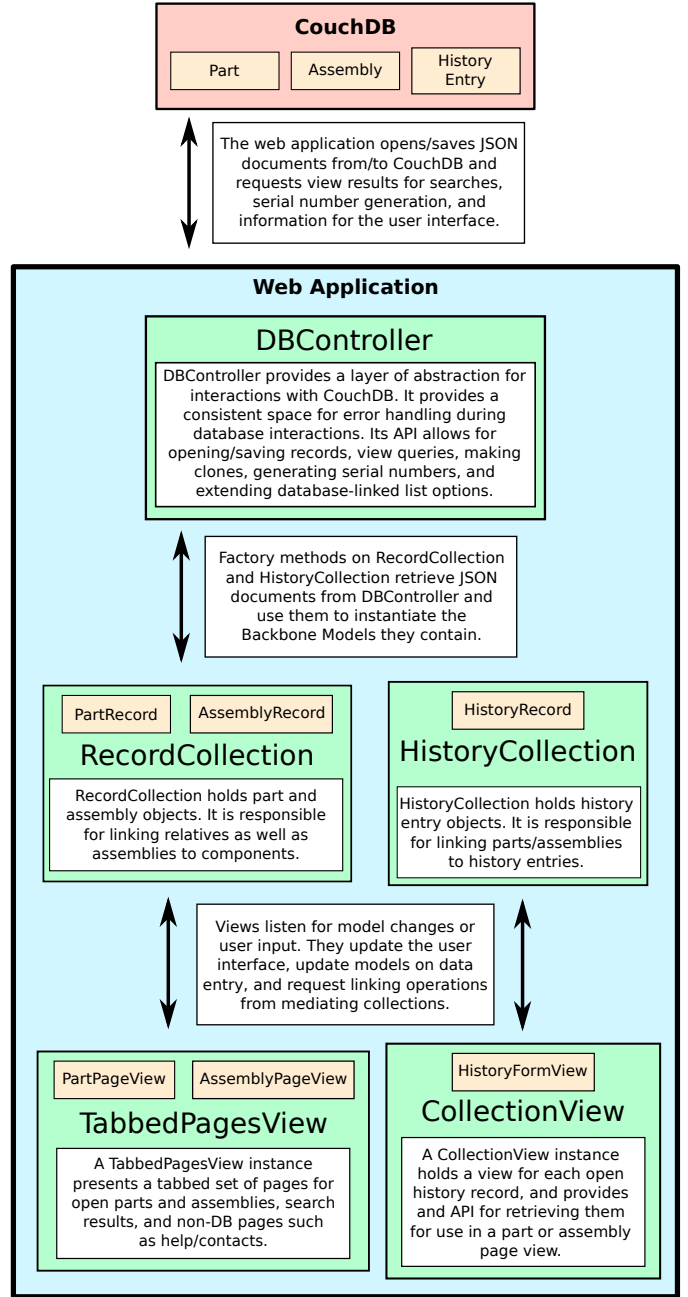 CouchDB
Part
Assembly
History
Entry
The web application opens/saves JSON
documents from/to CouchDB and
requests view results for searches,
serial number generation, and
information for the user interface.
Web Application
DBController
DBController provides a layer of abstraction for
interactions with CouchDB. It provides a
consistent space for error handling during
database interactions. Its API allows for
opening/saving records, view queries, making
clones, generating serial numbers, and
extending database-linked list options.
Factory methods on RecordCollection
and HistoryCollection retrieve JSON
documents from DBController and
use them to instantiate the
Backbone Models they contain.
PartRecord
AssemblyRecord
RecordCollection
RecordCollection holds part and
assembly objects. It is responsible
for linking relatives as well as
assemblies to components.
HistoryRecord
HistoryCollection
HistoryCollection holds history
entry objects. It is responsible
for linking parts/assemblies
to history entries.
Views listen for model changes or
user input. They update the user
interface, update models on data
entry, and request linking operations
from mediating collections.
PartPageView
AssemblyPageView
TabbedPagesView
A TabbedPagesView instance
presents a tabbed set of pages for
open parts and assemblies, search
results, and non-DB pages such
as help/contacts.
HistoryFormView
CollectionView
A CollectionView instance
holds a view for each open
history record, and provides
and API for retrieving them
for use in a part or assembly
page view.